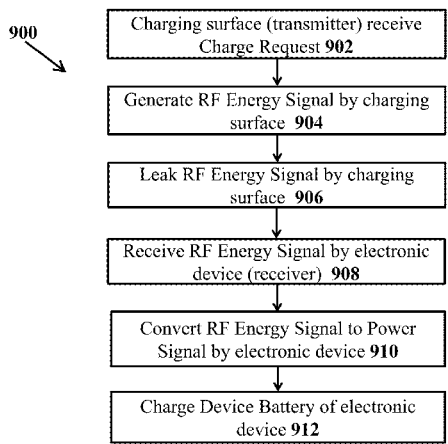 900
Charging surface (transmitter) receive
Charge Request 902
Generate RF Energy Signal by charging
surface 904
Leak RF Energy Signal by charging
surface 906
Receive RF Energy Signal by electronic
device (receiver) 908
Convert RF Energy Signal to Power
Signal by electronic device 910
Charge Device Battery of electronic
device 912